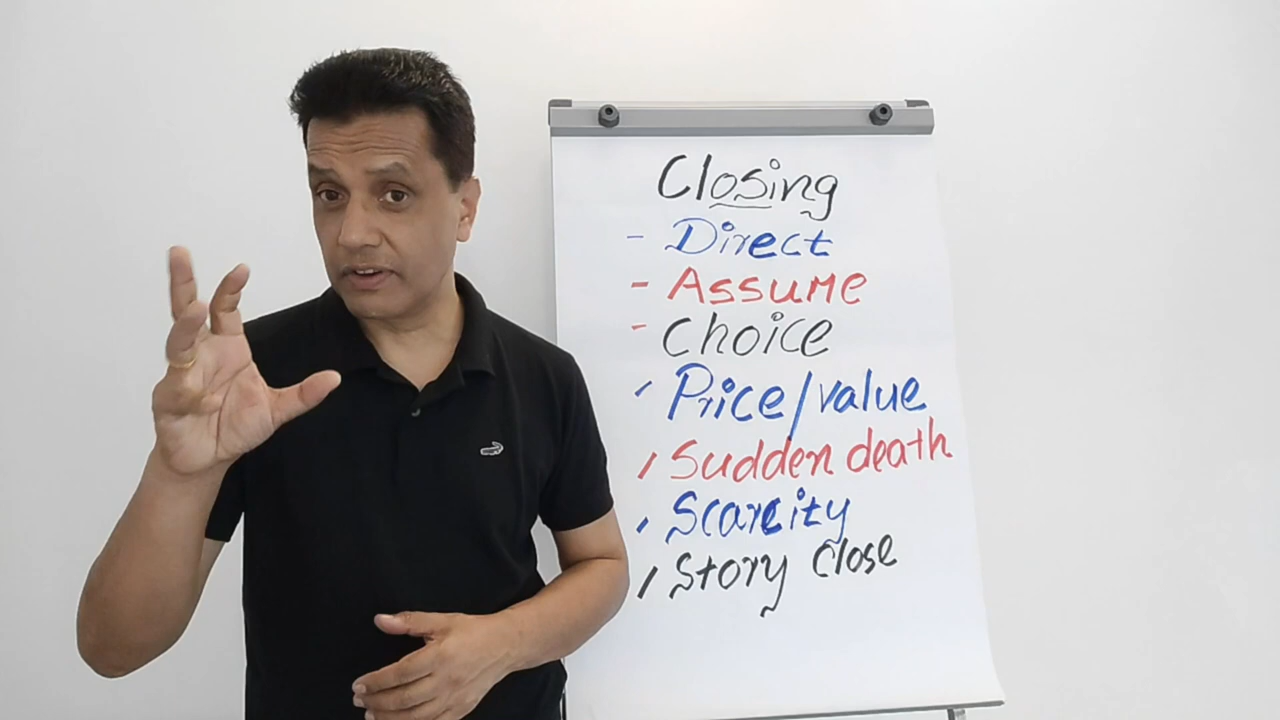 Closing
- Direct
- Assume
- Choice
- Price/value
- Sudden death
- Scarcity
- Story close